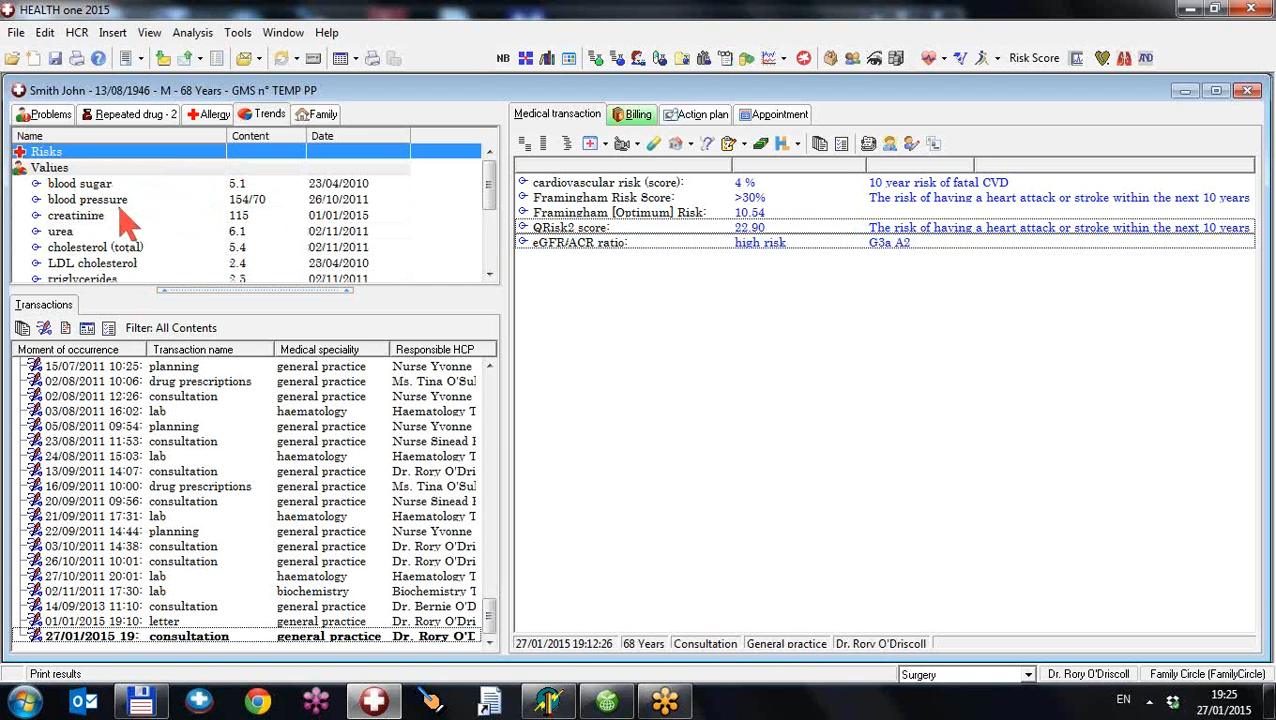 HEALTH one 2015
File Edit HCR Insert View Analysis Tools Window Help
NB Risk Score
Smith John - 13/08/1946 - M - 68 Years - GMS n° TEMP PP
Problems Repeated drug - 2 Allergy Trends Family
Name Content Date
Risks
Values
blood sugar 5.1 23/04/2010
blood pressure 154/70 26/10/2011
creatinine 115 01/01/2015
urea 6.1 02/11/2011
cholesterol (total) 5.4 02/11/2011
LDL cholesterol 2.4 23/04/2010
triglycerides 2.5 02/11/2011
Transactions
Filter: All Contents
Moment of occurrence Transaction name Medical speciality Responsible HCP
15/07/2011 10:25: planning general practice Nurse Yvonne
02/08/2011 10:06: drug prescriptions general practice Ms. Tina O'Sul
02/08/2011 12:26: consultation general practice Nurse Yvonne
03/08/2011 16:02: lab haematology Haematology T
05/08/2011 09:54: planning general practice Nurse Yvonne
23/08/2011 11:53: consultation general practice Nurse Sinead B
24/08/2011 15:03: lab haematology Haematology T
13/09/2011 14:07: consultation general practice Dr. Rory O'Dri
16/09/2011 10:00: drug prescriptions general practice Ms. Tina O'Sul
20/09/2011 09:56: consultation general practice Nurse Sinead B
21/09/2011 17:31: lab haematology Haematology T
22/09/2011 14:44: planning general practice Nurse Yvonne
03/10/2011 14:38: consultation general practice Dr. Rory O'Dri
26/10/2011 10:01: consultation general practice Dr. Rory O'Dri
27/10/2011 20:01: lab haematology Haematology T
02/11/2011 17:30: lab biochemistry Biochemistry T
14/09/2013 11:10: consultation general practice Dr. Bernie O'D
01/01/2015 19:10: letter general practice Dr. Rory O'Dri
27/01/2015 19: consultation general practice Dr. Rory O'D
Medical transaction Billing Action plan Appointment
cardiovascular risk (score): 4 % 10 year risk of fatal CVD
Framingham Risk Score: >30% The risk of having a heart attack or stroke within the next 10 years
Framingham [Optimum] Risk: 10.54
QRisk2 score: 22.90 The risk of having a heart attack or stroke within the next 10 years
eGFR/ACR ratio: high risk G3a A2
27/01/2015 19:12:26 68 Years Consultation General practice Dr. Rory O'Driscoll
Print results Surgery Dr. Rory O'Driscoll Family Circle (FamilyCircle)
EN 19:25
27/01/2015